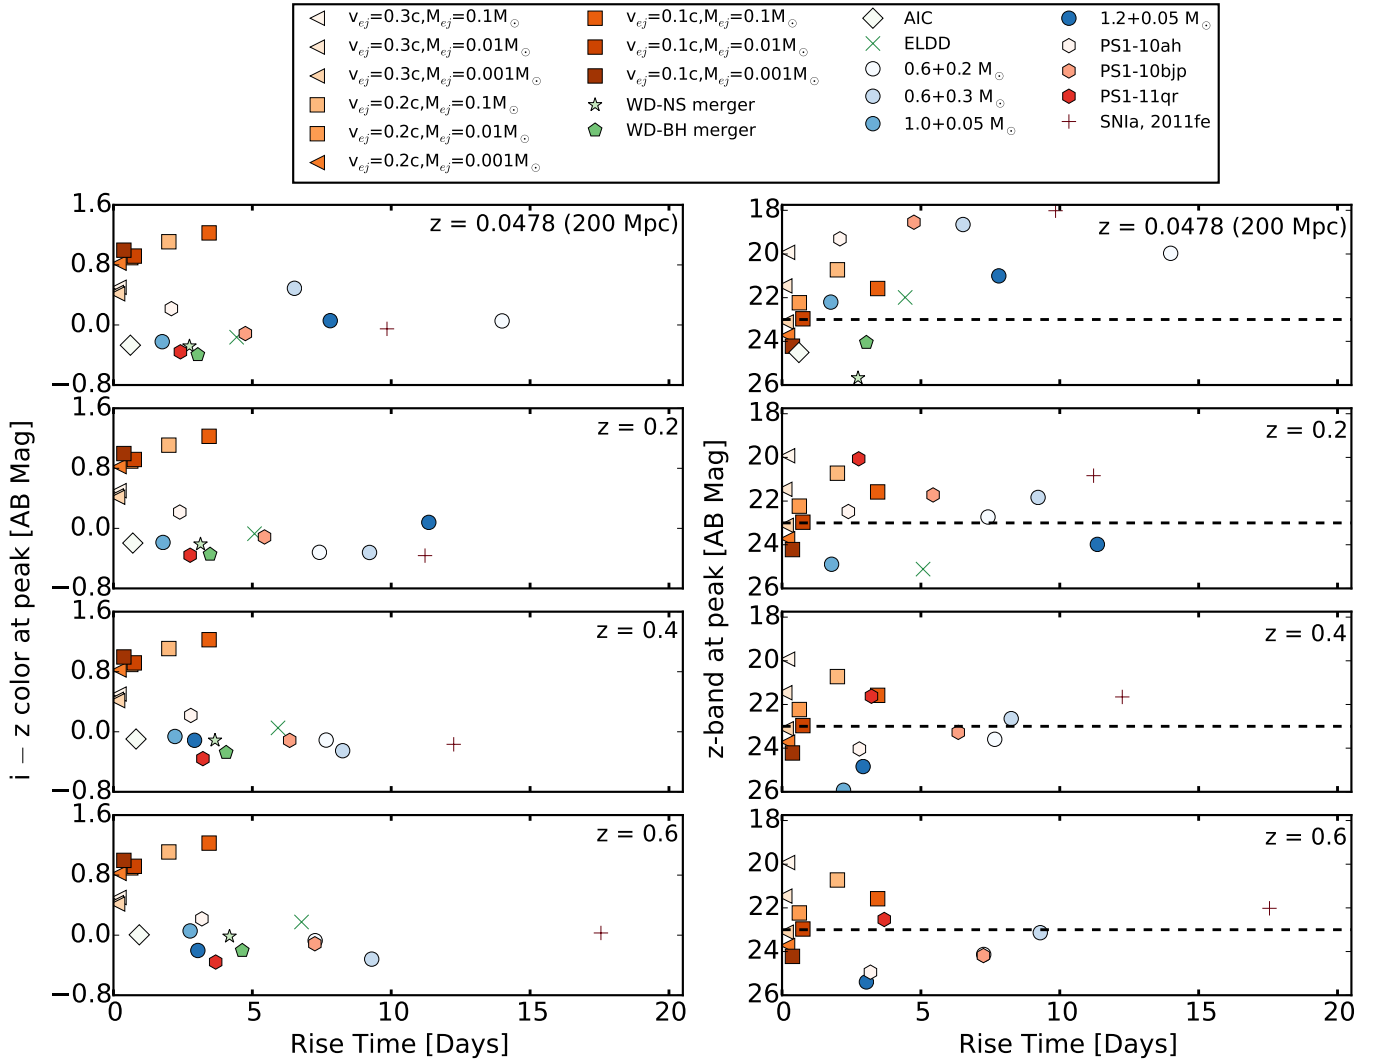 v_ej=0.3c,M_ej=0.1M_⊙
v_ej=0.3c,M_ej=0.01M_⊙
v_ej=0.3c,M_ej=0.001M_⊙
v_ej=0.2c,M_ej=0.1M_⊙
v_ej=0.2c,M_ej=0.01M_⊙
v_ej=0.2c,M_ej=0.001M_⊙
v_ej=0.1c,M_ej=0.1M_⊙
v_ej=0.1c,M_ej=0.01M_⊙
v_ej=0.1c,M_ej=0.001M_⊙
WD-NS merger
WD-BH merger
AIC
ELDD
0.6+0.2 M_⊙
0.6+0.3 M_⊙
1.0+0.05 M_⊙
1.2+0.05 M_⊙
PS1-10ah
PS1-10bjp
PS1-11qr
SNIa, 2011fe
i − z color at peak [AB Mag]
1.6
0.8
0.0
−0.8
z = 0.0478 (200 Mpc)
1.6
0.8
0.0
−0.8
z = 0.2
1.6
0.8
0.0
−0.8
z = 0.4
1.6
0.8
0.0
−0.8
z = 0.6
0 5 10 15 20
Rise Time [Days]
z-band at peak [AB Mag]
18
20
22
24
26
z = 0.0478 (200 Mpc)
18
20
22
24
26
z = 0.2
18
20
22
24
26
z = 0.4
18
20
22
24
26
z = 0.6
0 5 10 15 20
Rise Time [Days]